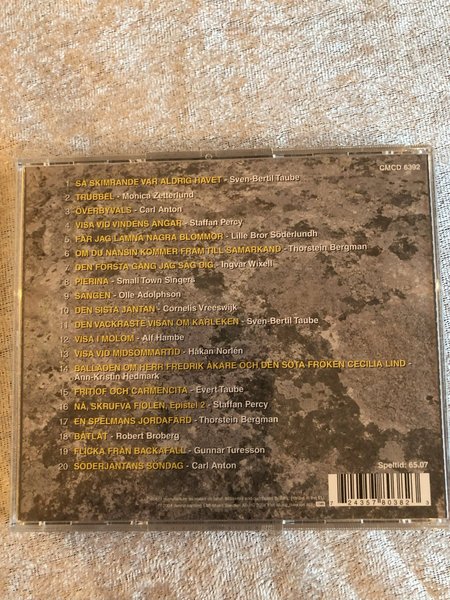 CMCD 6392
1 SÅ SKIMRANDE VAR ALDRIG HAVET - Sven-Bertil Taube
2 TRUBBEL - Monica Zetterlund
3 ÖVERBYVALS - Carl Anton
4 VISA VID VINDENS ÄNGAR - Staffan Percy
5 FÅR JAG LÄMNA NÅGRA BLOMMOR - Lille Bror Söderlundh
6 OM DU NÅNSIN KOMMER FRAM TILL SAMARKAND - Thorstein Bergman
7 DEN FÖRSTA GÅNG JAG SÅG DIG - Ingvar Wixell
8 PIERINA - Small Town Singers
9 SÅNGEN - Olle Adolphson
10 DEN SISTA JÄNTAN - Cornelis Vreeswijk
11 DEN VACKRASTE VISAN OM KÄRLEKEN - Sven-Bertil Taube
12 VISA I MOLOM - Alf Hambe
13 VISA VID MIDSOMMARTID - Håkan Norlén
14 BALLADEN OM HERR FREDRIK ÅKARE OCH DEN SÖTA FRÖKEN CECILIA LIND -
Ann-Kristin Hedmark
15 FRITIOF OCH CARMENCITA - Evert Taube
16 NÅ, SKRUFVA FIOLEN, Epistel 2 - Staffan Percy
17 EN SPELMANS JORDAFÄRD - Thorstein Bergman
18 BÅTLÅT - Robert Broberg
19 FLICKA FRÅN BACKAFALL - Gunnar Turesson
20 SÖDERJÄNTANS SÖNDAG - Carl Anton
Speltid: 65.07
7 24357 80382 3